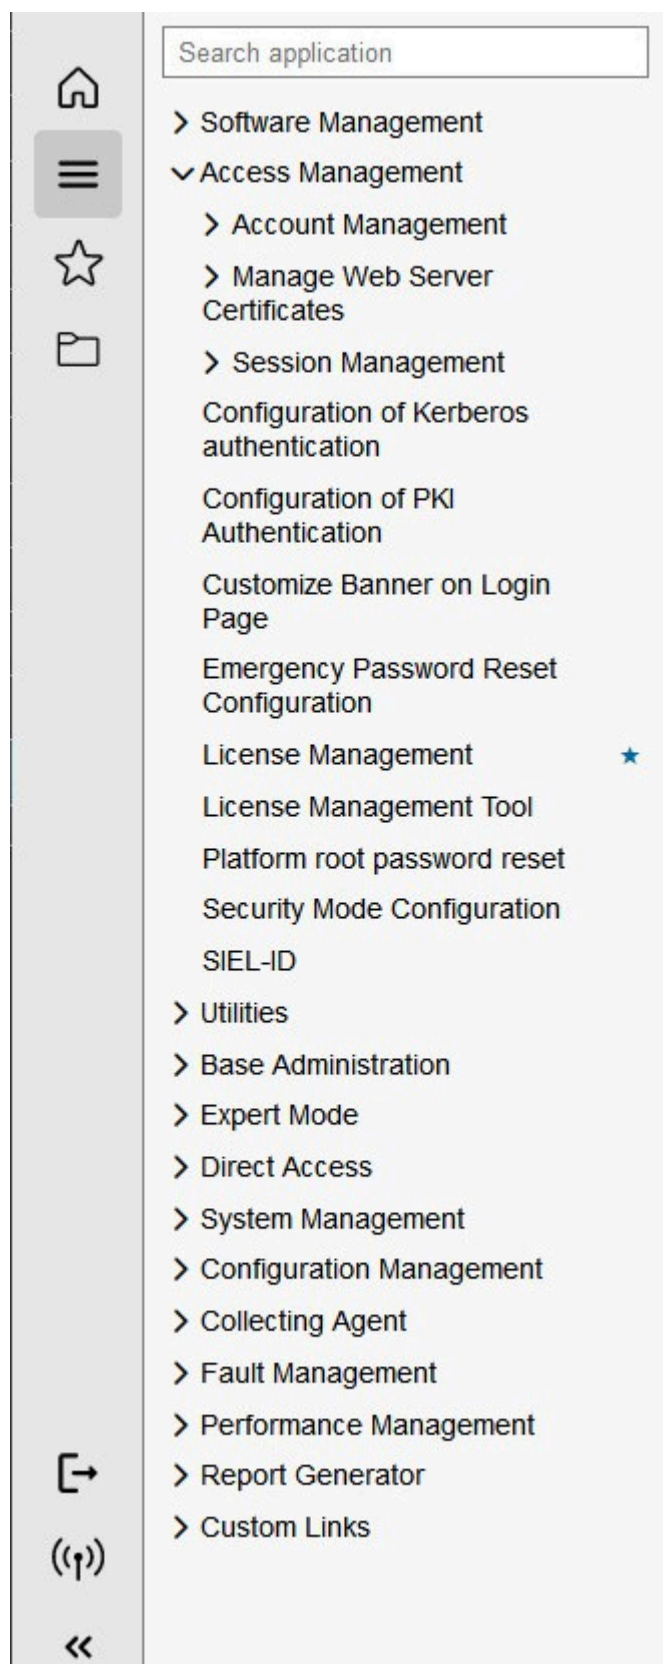 Search application
Software Management
Access Management
Account Management
Manage Web Server
Certificates
Session Management
Configuration of Kerberos
authentication
Configuration of PKI
Authentication
Customize Banner on Login
Page
Emergency Password Reset
Configuration
License Management
License Management Tool
Platform root password reset
Security Mode Configuration
SIEL-ID
Utilities
Base Administration
Expert Mode
Direct Access
System Management
Configuration Management
Collecting Agent
Fault Management
Performance Management
Report Generator
Custom Links